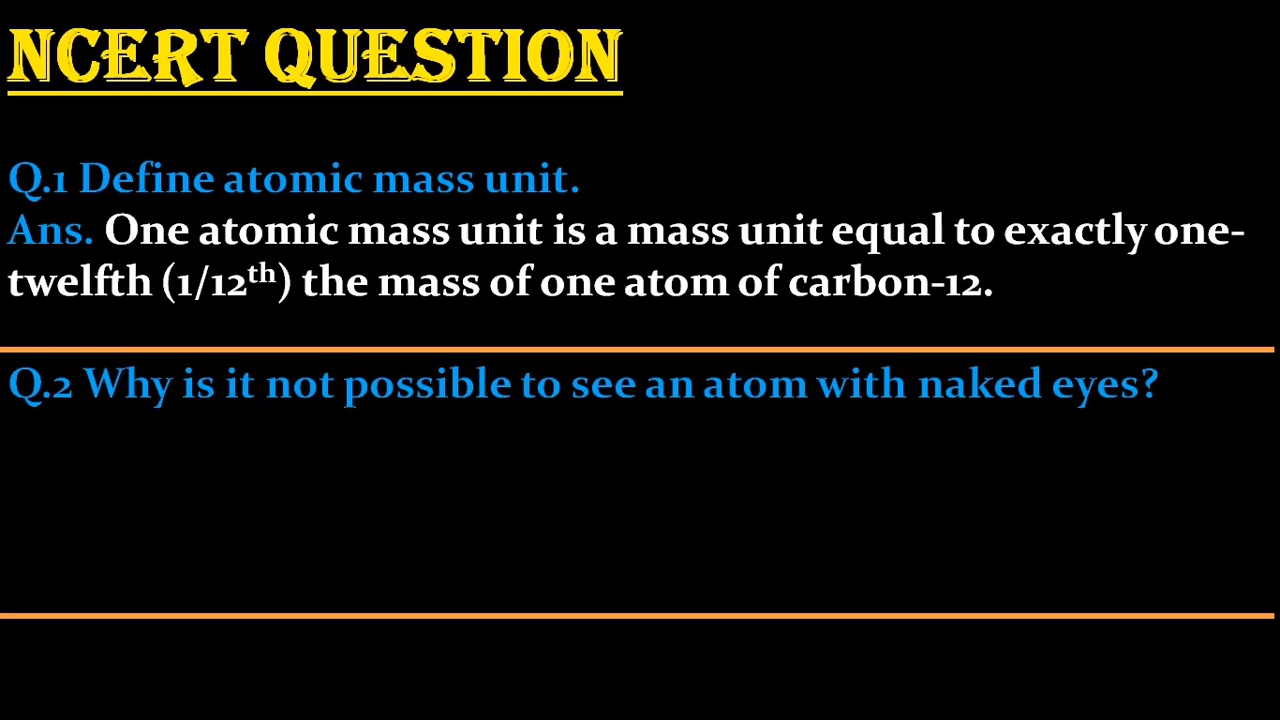 NCERT QUESTION
Q.1 Define atomic mass unit.
Ans. One atomic mass unit is a mass unit equal to exactly one-
twelfth (1/12th) the mass of one atom of carbon-12.
Q.2 Why is it not possible to see an atom with naked eyes?